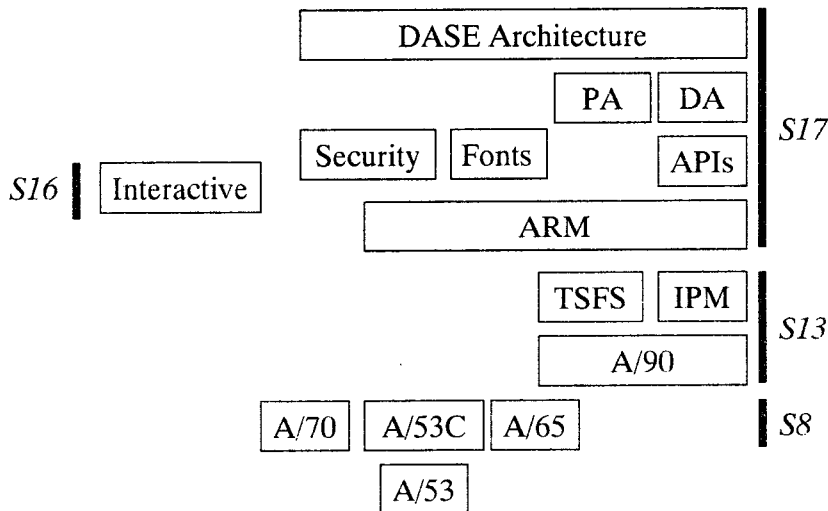 DASE Architecture
PA DA
S17
Security Fonts APIs
S16 Interactive
ARM
TSFS IPM
S13
A/90
A/70 A/53C A/65 S8
A/53